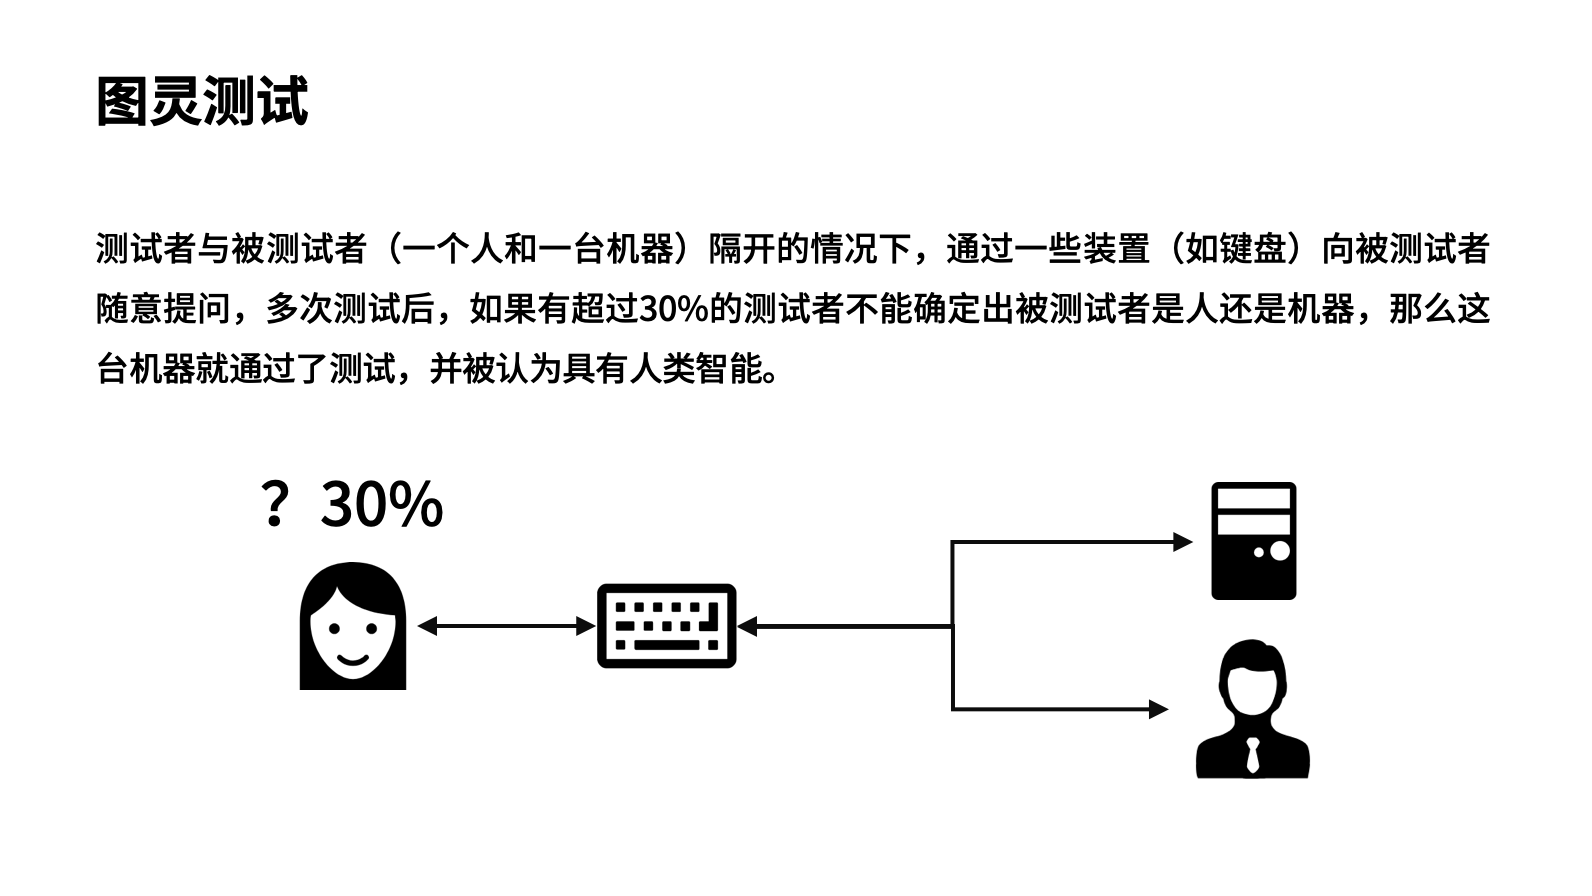 图灵测试
测试者与被测试者（一个人和一台机器）隔开的情况下，通过一些装置（如键盘）向被测试者
随意提问，多次测试后，如果有超过30%的测试者不能确定出被测试者是人还是机器，那么这
台机器就通过了测试，并被认为具有人类智能。
？30%